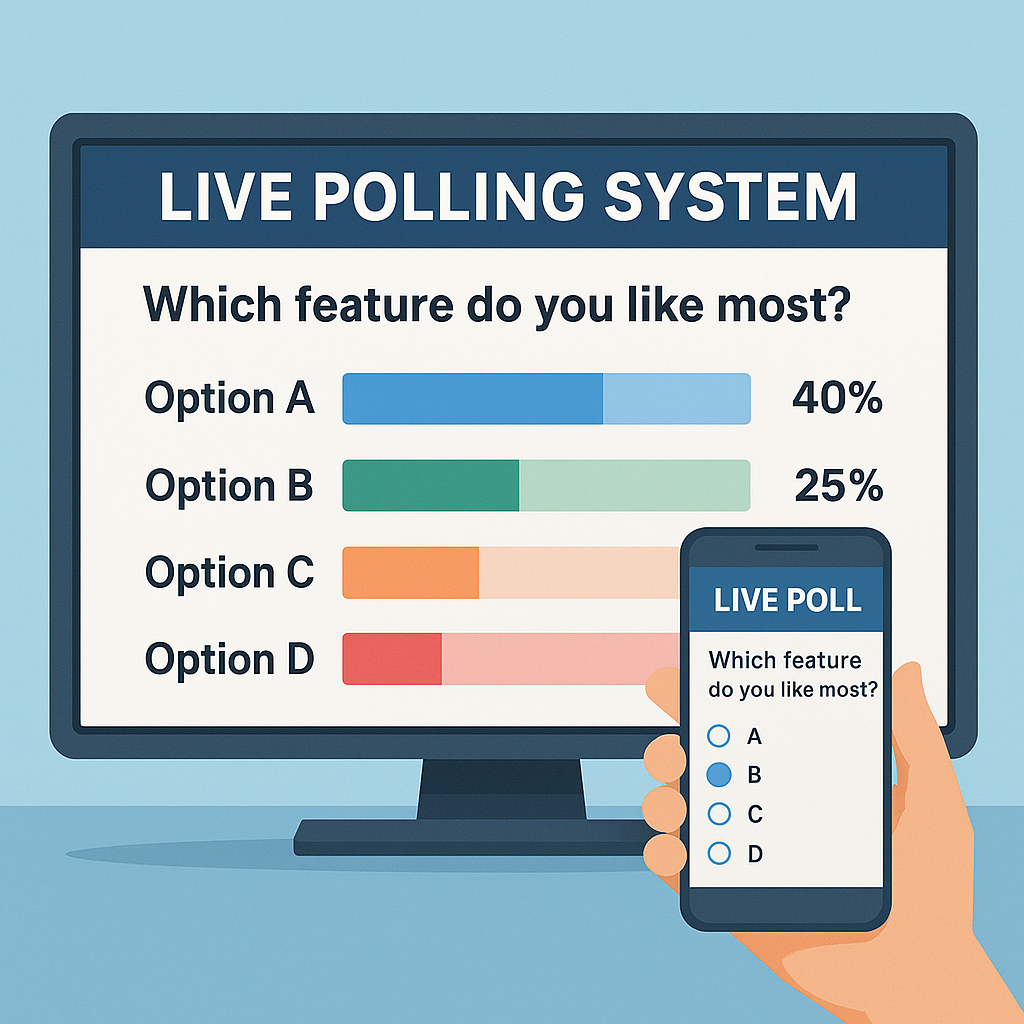 LIVE POLLING SYSTEM
Which feature do you like most?
Option A 40%
Option B 25%
Option C
Option D
LIVE POLL
Which feature
do you like most?
A
B
C
D